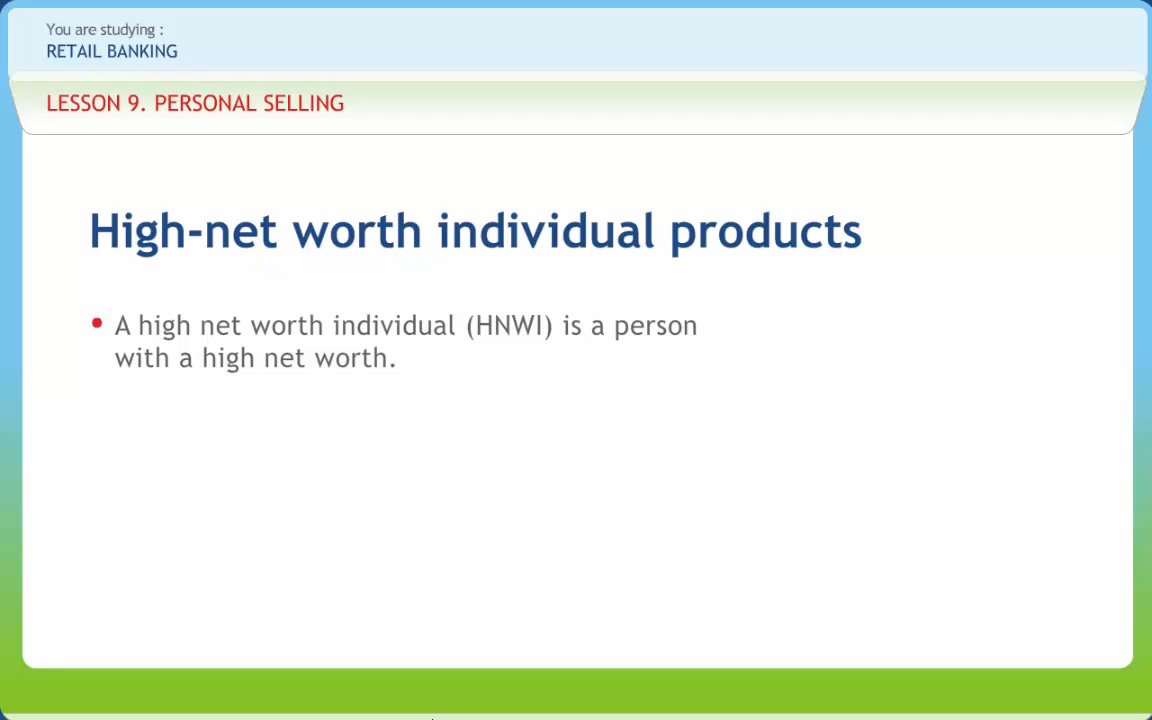 You are studying :
RETAIL BANKING
LESSON 9. PERSONAL SELLING
High-net worth individual products
• A high net worth individual (HNWI) is a person
with a high net worth.